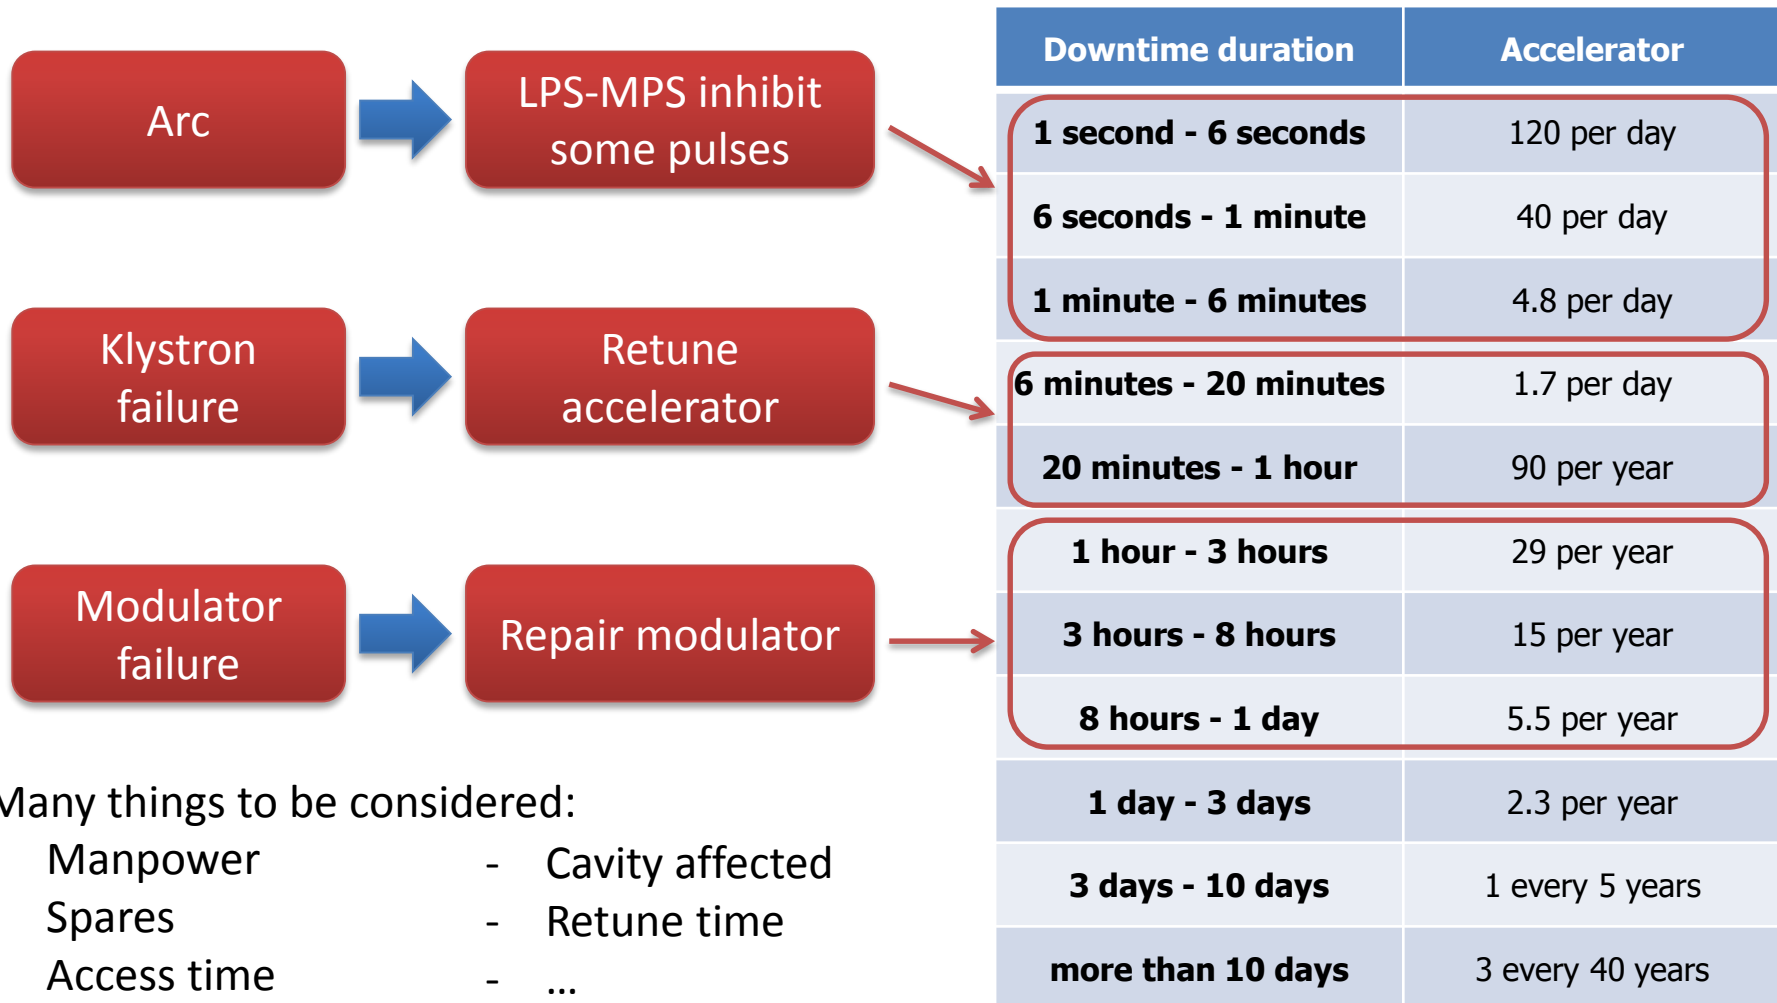 Arc
LPS-MPS inhibit
some pulses
Klystron
failure
Retune
accelerator
Modulator
failure
Repair modulator
Many things to be considered:
Manpower
Spares
Access time
- Cavity affected
- Retune time
- ...
Downtime duration Accelerator
1 second - 6 seconds 120 per day
6 seconds - 1 minute 40 per day
1 minute - 6 minutes 4.8 per day
6 minutes - 20 minutes 1.7 per day
20 minutes - 1 hour 90 per year
1 hour - 3 hours 29 per year
3 hours - 8 hours 15 per year
8 hours - 1 day 5.5 per year
1 day - 3 days 2.3 per year
3 days - 10 days 1 every 5 years
more than 10 days 3 every 40 years